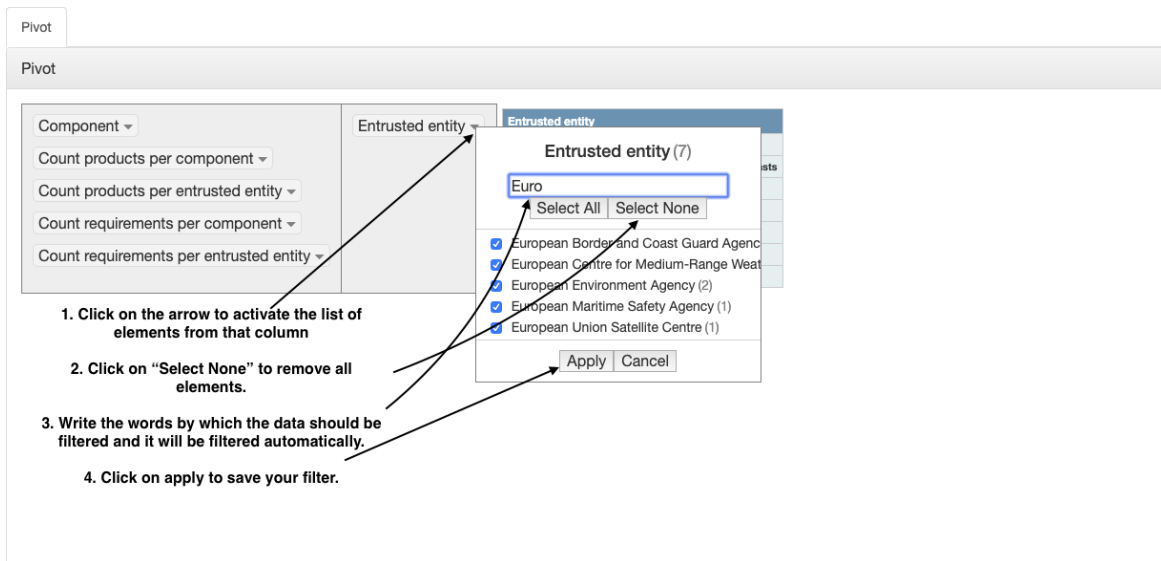 Pivot
Pivot
Component
Count products per component
Count products per entrusted entity
Count requirements per component
Count requirements per entrusted entity
Entrusted entity
Entrusted entity
Entrusted entity (7)
Euro
Select All Select None
European Border and Coast Guard Agenc
European Centre for Medium-Range Weat
European Environment Agency (2)
European Maritime Safety Agency (1)
European Union Satellite Centre (1)
Apply Cancel
sts
1. Click on the arrow to activate the list of
elements from that column
2. Click on “Select None” to remove all
elements.
3. Write the words by which the data should be
filtered and it will be filtered automatically.
4. Click on apply to save your filter.